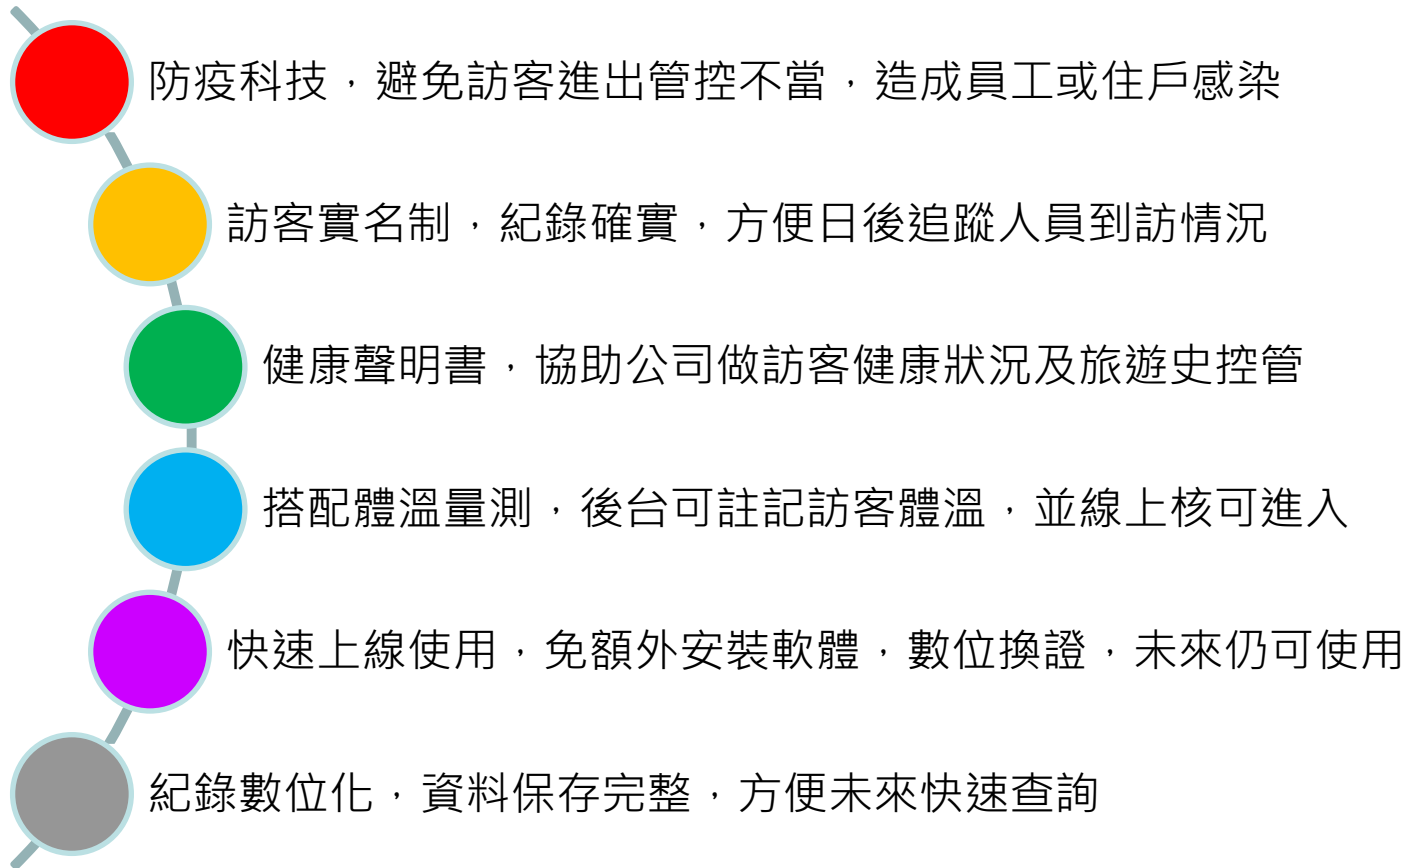 防疫科技，避免訪客進出管控不當，造成員工或住戶感染
訪客實名制，紀錄確實，方便日後追蹤人員到訪情況
健康聲明書，協助公司做訪客健康狀況及旅遊史控管
搭配體溫量測，後台可註記訪客體溫，並線上核可進入
快速上線使用，免額外安裝軟體，數位換證，未來仍可使用
紀錄數位化，資料保存完整，方便未來快速查詢